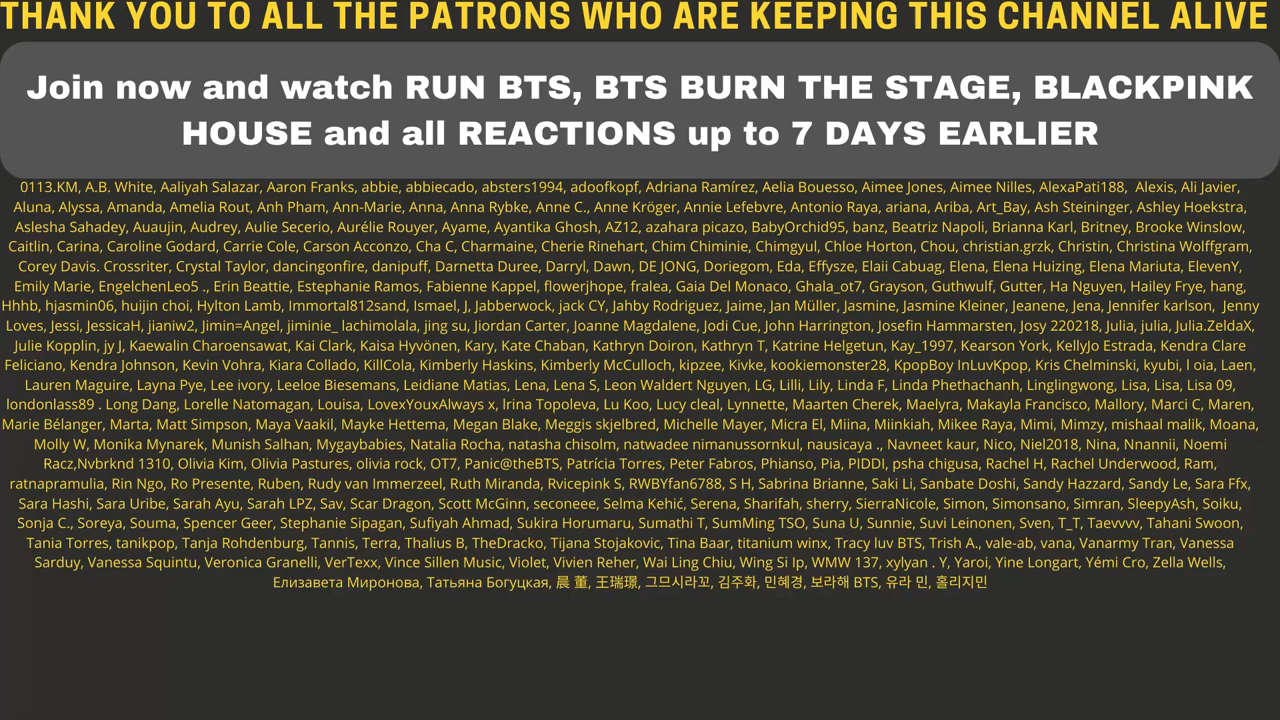 THANK YOU TO ALL THE PATRONS WHO ARE KEEPING THIS CHANNEL ALIVE
Join now and watch RUN BTS, BTS BURN THE STAGE, BLACKPINK
HOUSE and all REACTIONS up to 7 DAYS EARLIER
0113.KM, A.B. White, Aaliyah Salazar, Aaron Franks, abbie, abbiecado, absters1994, adoofkopf, Adriana Ramírez, Aelia Bouesso, Aimee Jones, Aimee Nilles, AlexaPati188,  Alexis, Ali Javier,
Aluna, Alyssa, Amanda, Amelia Rout, Anh Pham, Ann-Marie, Anna, Anna Rybke, Anne C., Anne Kröger, Annie Lefebvre, Antonio Raya, ariana, Ariba, Art_Bay, Ash Steininger, Ashley Hoekstra,
Aslesha Sahadey, Auaujin, Audrey, Aulie Secerio, Aurélie Rouyer, Ayame, Ayantika Ghosh, AZ12, azahara picazo, BabyOrchid95, banz, Beatriz Napoli, Brianna Karl, Britney, Brooke Winslow,
Caitlin, Carina, Caroline Godard, Carrie Cole, Carson Acconzo, Cha C, Charmaine, Cherie Rinehart, Chim Chiminie, Chimgyul, Chloe Horton, Chou, christian.grzk, Christin, Christina Wolffgram,
Corey Davis. Crossriter, Crystal Taylor, dancingonfire, danipuff, Darnetta Duree, Darryl, Dawn, DE JONG, Doriegom, Eda, Effysze, Elaii Cabuag, Elena, Elena Huizing, Elena Mariuta, ElevenY,
Emily Marie, EngelchenLeo5 ., Erin Beattie, Estephanie Ramos, Fabienne Kappel, flowerjhope, fralea, Gaia Del Monaco, Ghala_ot7, Grayson, Guthwulf, Gutter, Ha Nguyen, Hailey Frye, hang,
Hhhb, hjasmin06, huijin choi, Hylton Lamb, Immortal812sand, Ismael, J, Jabberwock, jack CY, Jahby Rodriguez, Jaime, Jan Müller, Jasmine, Jasmine Kleiner, Jeanene, Jena, Jennifer karlson,  Jenny
Loves, Jessi, JessicaH, jianiw2, Jimin=Angel, jiminie_ lachimolala, jing su, Jiordan Carter, Joanne Magdalene, Jodi Cue, John Harrington, Josefin Hammarsten, Josy 220218, Julia, julia, Julia.ZeldaX,
Julie Kopplin, jy J, Kaewalin Charoensawat, Kai Clark, Kaisa Hyvönen, Kary, Kate Chaban, Kathryn Doiron, Kathryn T, Katrine Helgetun, Kay_1997, Kearson York, KellyJo Estrada, Kendra Clare
Feliciano, Kendra Johnson, Kevin Vohra, Kiara Collado, KillCola, Kimberly Haskins, Kimberly McCulloch, kipzee, Kivke, kookiemonster28, KpopBoy InLuvKpop, Kris Chelminski, kyubi, l oia, Laen,
Lauren Maguire, Layna Pye, Lee ivory, Leeloe Biesemans, Leidiane Matias, Lena, Lena S, Leon Waldert Nguyen, LG, Lilli, Lily, Linda F, Linda Phethachanh, Linglingwong, Lisa, Lisa, Lisa 09,
londonlass89 . Long Dang, Lorelle Natomagan, Louisa, LovexYouxAlways x, lrina Topoleva, Lu Koo, Lucy cleal, Lynnette, Maarten Cherek, Maelyra, Makayla Francisco, Mallory, Marci C, Maren,
Marie Bélanger, Marta, Matt Simpson, Maya Vaakil, Mayke Hettema, Megan Blake, Meggis skjelbred, Michelle Mayer, Micra El, Miina, Miinkiah, Mikee Raya, Mimi, Mimzy, mishaal malik, Moana,
Molly W, Monika Mynarek, Munish Salhan, Mygaybabies, Natalia Rocha, natasha chisolm, natwadee nimanussornkul, nausicaya ., Navneet kaur, Nico, Niel2018, Nina, Nnannii, Noemi
Racz,Nvbrknd 1310, Olivia Kim, Olivia Pastures, olivia rock, OT7, Panic@theBTS, Patrícia Torres, Peter Fabros, Phianso, Pia, PIDDI, psha chigusa, Rachel H, Rachel Underwood, Ram,
ratnapramulia, Rin Ngo, Ro Presente, Ruben, Rudy van Immerzeel, Ruth Miranda, Rvicepink S, RWBYfan6788, S H, Sabrina Brianne, Saki Li, Sanbate Doshi, Sandy Hazzard, Sandy Le, Sara Ffx,
Sara Hashi, Sara Uribe, Sarah Ayu, Sarah LPZ, Sav, Scar Dragon, Scott McGinn, seconeee, Selma Kehić, Serena, Sharifah, sherry, SierraNicole, Simon, Simonsano, Simran, SleepyAsh, Soiku,
Sonja C., Soreya, Souma, Spencer Geer, Stephanie Sipagan, Sufiyah Ahmad, Sukira Horumaru, Sumathi T, SumMing TSO, Suna U, Sunnie, Suvi Leinonen, Sven, T_T, Taevvvv, Tahani Swoon,
Tania Torres, tanikpop, Tanja Rohdenburg, Tannis, Terra, Thalius B, TheDracko, Tijana Stojakovic, Tina Baar, titanium winx, Tracy luv BTS, Trish A., vale-ab, vana, Vanarmy Tran, Vanessa
Sarduy, Vanessa Squintu, Veronica Granelli, VerTexx, Vince Sillen Music, Violet, Vivien Reher, Wai Ling Chiu, Wing Si Ip, WMW 137, xylyan . Y, Yaroi, Yine Longart, Yémi Cro, Zella Wells,
Елизавета Миронова, Татьяна Богуцкая, 晨 董, 王瑞璟, 그므시라꼬, 김주화, 민혜경, 보라해 BTS, 유라 민, 홀리지민